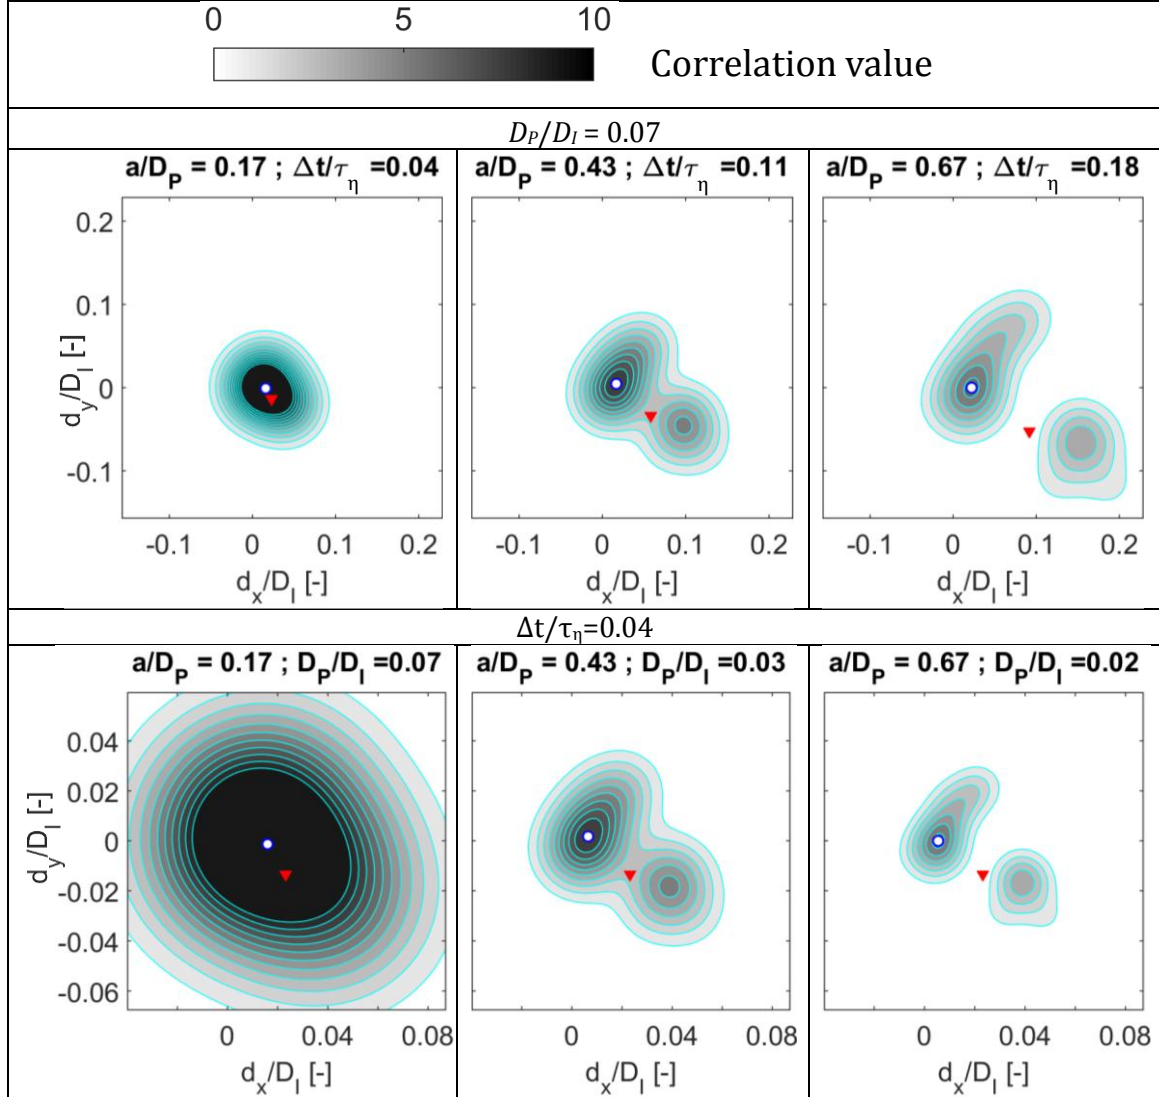 0 5 10
Correlation value
D_P/D_I = 0.07
a/D_P = 0.17 ; Δt/τ_η =0.04
a/D_P = 0.43 ; Δt/τ_η =0.11
a/D_P = 0.67 ; Δt/τ_η =0.18
0.2
0.1
0
-0.1
d_y/D_I [-]
-0.1 0 0.1 0.2
d_x/D_I [-]
-0.1 0 0.1 0.2
d_x/D_I [-]
-0.1 0 0.1 0.2
d_x/D_I [-]
Δt/τ_η=0.04
a/D_P = 0.17 ; D_P/D_I =0.07
a/D_P = 0.43 ; D_P/D_I =0.03
a/D_P = 0.67 ; D_P/D_I =0.02
0.04
0.02
0
-0.02
-0.04
-0.06
d_y/D_I [-]
0 0.04 0.08
d_x/D_I [-]
0 0.04 0.08
d_x/D_I [-]
0 0.04 0.08
d_x/D_I [-]